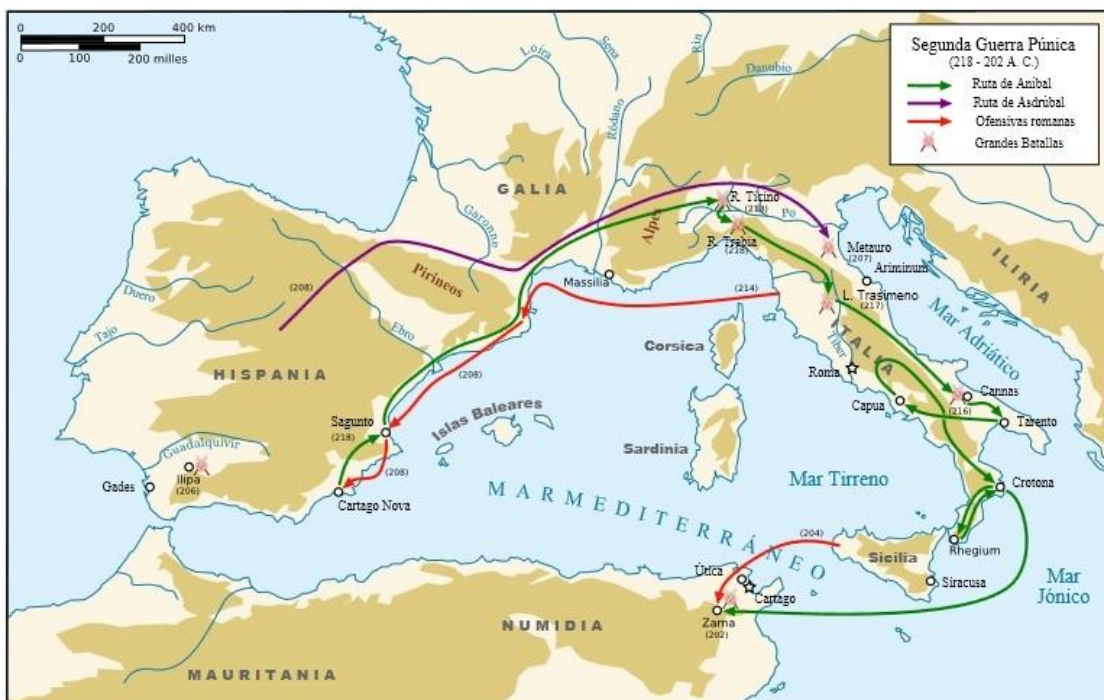 0 200 400 km
0 100 200 milles
Segunda Guerra Púnica
(218 - 202 A. C.)
Ruta de Anibal
Ruta de Asdrúbal
Ofensivas romanas
Grandes Batallas
Loira
Sena
Rin
Danubio
Ródano
GALIA
Garonne
Alpes
R. Ticino
(218)
Po
R. Trebia
(218)
Metauro
(207)
Ariminum
ILIRIA
Massilia
Pirineos
(208)
Duero
Tajo
Ebro
(214)
L. Trasimeno
(217)
Mar Adriático
ITALIA
Tiber
Corsica
Roma
HISPANIA
(208)
Islas Baleares
Sagunto
(218)
Capua
Cannas
(216)
Tarento
Guadalquivir
Sardinia
Ilipa
(206)
(208)
Gades
Cartago Nova
Mar Tirreno
Crotona
MAR MEDITERRÁNEO
(204)
Rhegium
Sicilia
Siracusa
Mar
Jónico
Útica
Cartago
Zama
(202)
NUMIDIA
MAURITANIA